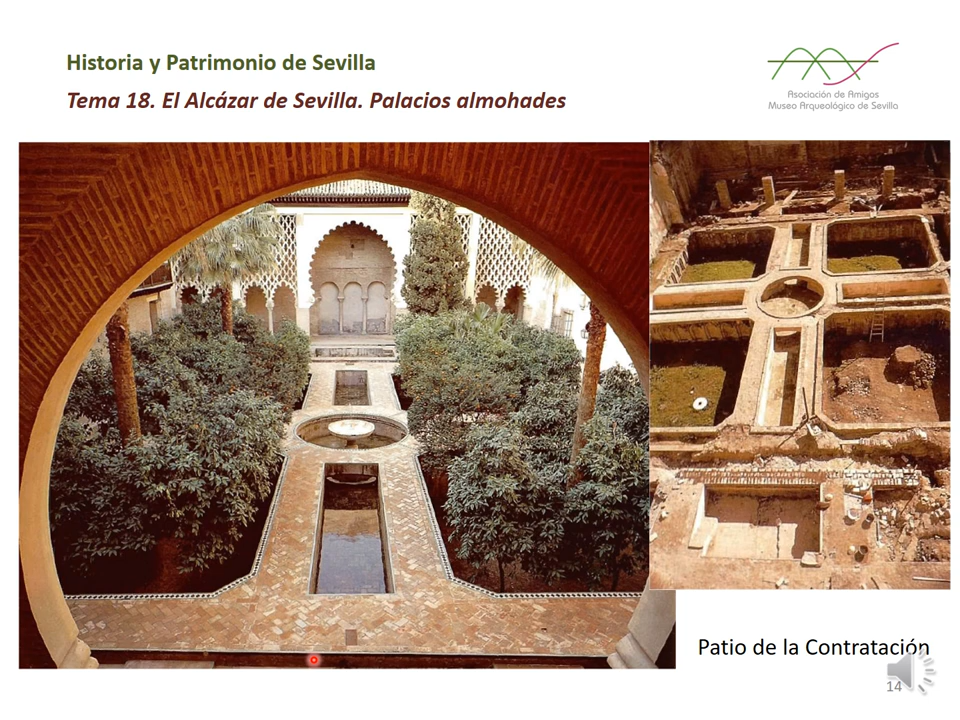 Historia y Patrimonio de Sevilla
Tema 18. El Alcázar de Sevilla. Palacios almohades
Asociación de Amigos
Museo Arqueológico de Sevilla
Patio de la Contratación
14